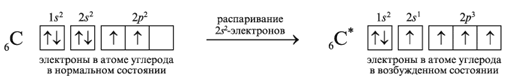 1s² 2s² 2p²
₆C ↑↓ ↑↓ ↑ ↑
электроны в атоме углерода
в нормальном состоянии
распаривание
2s²-электронов
1s² 2s¹ 2p³
₆C* ↑↓ ↑ ↑ ↑ ↑
электроны в атоме углерода
в возбужденном состоянии